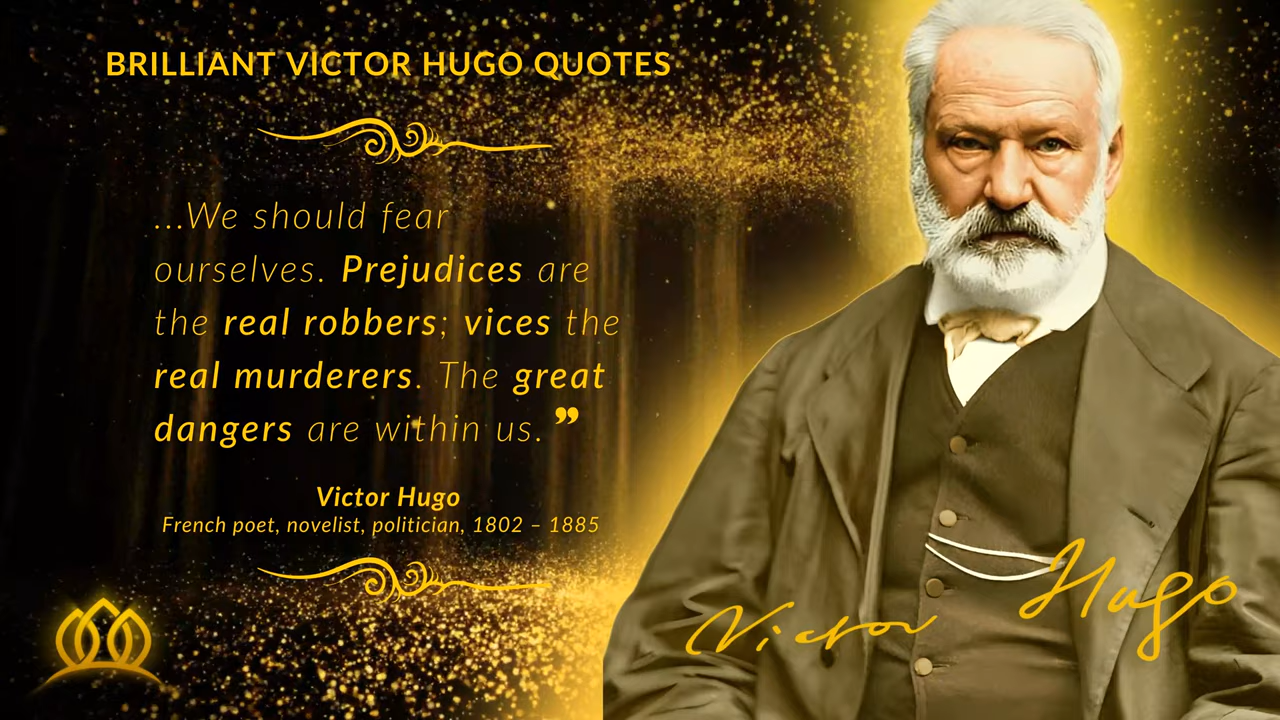 BRILLIANT VICTOR HUGO QUOTES
...We should fear
ourselves. Prejudices are
the real robbers; vices the
real murderers. The great
dangers are within us.”
Victor Hugo
French poet, novelist, politician, 1802 – 1885
Victor Hugo